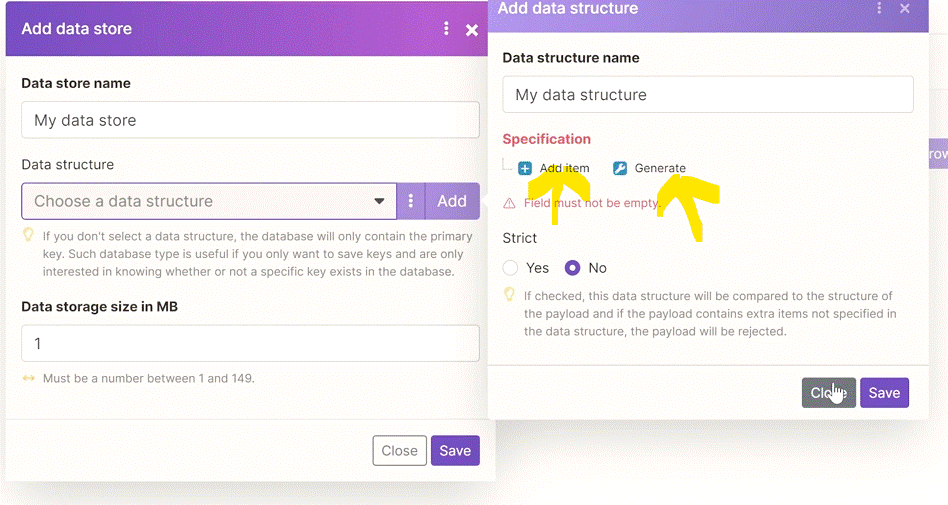 Add data store
Data store name
My data store
Data structure
Choose a data structure
Add
If you don't select a data structure, the database will only contain the primary
key. Such database type is useful if you only want to save keys and are only
interested in knowing whether or not a specific key exists in the database.
Data storage size in MB
1
Must be a number between 1 and 149.
Close
Save
Add data structure
Data structure name
My data structure
Specification
Add item
Generate
Field must not be empty.
Strict
Yes
No
If checked, this data structure will be compared to the structure of
the payload and if the payload contains extra items not specified in
the data structure, the payload will be rejected.
Close
Save